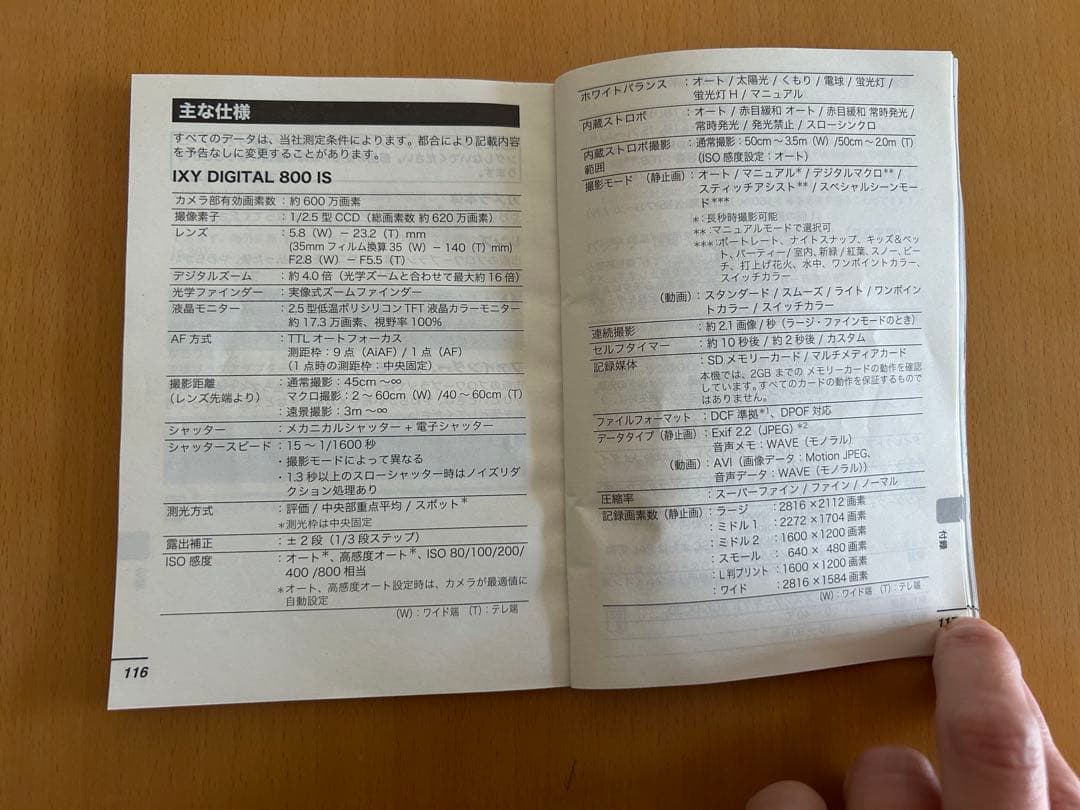 主な仕様
すべてのデータは、当社測定条件によります。都合により記載内容
を予告なしに変更することがあります。
IXY DIGITAL 800 IS
カメラ部有効画素数：約 600 万画素
撮像素子：1/2.5 型 CCD（総画素数 約 620 万画素）
レンズ：5.8（W）－ 23.2（T）mm
(35mm フィルム換算 35（W）－ 140（T）mm)
F2.8（W）－ F5.5（T）
デジタルズーム：約 4.0 倍（光学ズームと合わせて最大約 16 倍）
光学ファインダー：実像式ズームファインダー
液晶モニター：2.5 型低温ポリシリコン TFT 液晶カラーモニター
約 17.3 万画素、視野率 100%
AF 方式：TTL オートフォーカス
測距枠：9 点（AiAF）/ 1 点（AF）
（1 点時の測距枠：中央固定）
撮影距離：通常撮影：45cm ～∞
（レンズ先端より）マクロ撮影：2 ～ 60cm（W）/40 ～ 60cm（T）
：遠景撮影：3m ～∞
シャッター：メカニカルシャッター + 電子シャッター
シャッタースピード：15 ～ 1/1600 秒
・撮影モードによって異なる
・1.3 秒以上のスローシャッター時はノイズリダ
クション処理あり
測光方式：評価 / 中央部重点平均 / スポット*
*測光枠は中央固定
露出補正：± 2 段（1/3 段ステップ）
ISO 感度：オート*、高感度オート*、ISO 80/100/200/
400 /800 相当
*オート、高感度オート設定時は、カメラが最適値に
自動設定
（W）：ワイド端 （T）：テレ端
116
ホワイトバランス：オート / 太陽光 / くもり / 電球 / 蛍光灯 /
蛍光灯 H / マニュアル
内蔵ストロボ：オート / 赤目緩和 オート / 赤目緩和 常時発光 /
常時発光 / 発光禁止 / スローシンクロ
内蔵ストロボ撮影：通常撮影：50cm ～ 3.5m（W）/50cm ～ 2.0m（T）
範囲 (ISO 感度設定：オート)
撮影モード（静止画）：オート / マニュアル* / デジタルマクロ** /
スティッチアシスト** / スペシャルシーンモー
ド***
*：長秒時撮影可能
**：マニュアルモードで選択可
***：ポートレート、ナイトスナップ、キッズ&ペ
ット、パーティー / 室内、新緑 / 紅葉、スノー、ビー
チ、打上げ花火、水中、ワンポイントカラー、
スイッチカラー
（動画）：スタンダード / スムーズ / ライト / ワンポイン
トカラー / スイッチカラー
連続撮影：約 2.1 画像 / 秒（ラージ・ファインモードのとき）
セルフタイマー：約 10 秒後 / 約 2 秒後 / カスタム
記録媒体：SD メモリーカード / マルチメディアカード
本機では、2GB までの メモリーカードの動作を確認
しています。すべてのカードの動作を保証するもので
はありません。
ファイルフォーマット：DCF 準拠*1、DPOF 対応
データタイプ（静止画）：Exif 2.2（JPEG）*2
音声メモ：WAVE（モノラル）
（動画）：AVI（画像データ：Motion JPEG、
音声データ：WAVE（モノラル））
圧縮率：スーパーファイン / ファイン / ノーマル
記録画素数（静止画）：ラージ：2816 ×2112 画素
：ミドル 1：2272 ×1704 画素
：ミドル 2：1600 ×1200 画素
：スモール：640 × 480 画素
：L 判プリント：1600 ×1200 画素
：ワイド：2816 ×1584 画素
（W）：ワイド端 （T）：テレ端
付録